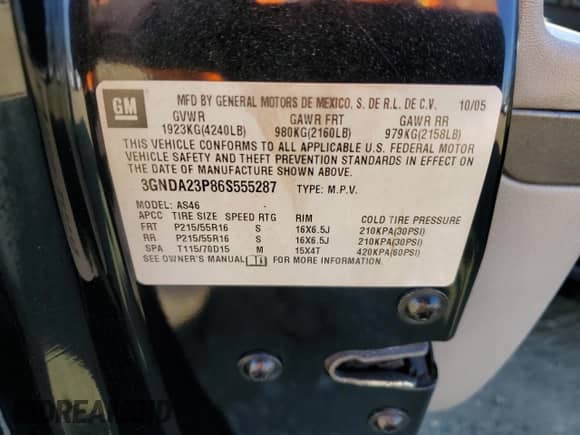 GM
MFD BY GENERAL MOTORS DE MEXICO, S. DE R.L. DE C.V. 10/05
GVWR GAWR FRT GAWR RR
1923KG(4240LB) 980KG(2160LB) 979KG(2158LB)
THIS VEHICLE CONFORMS TO ALL APPLICABLE U.S. FEDERAL MOTOR
VEHICLE SAFETY AND THEFT PREVENTION STANDARDS IN EFFECT ON
THE DATE OF MANUFACTURE SHOWN ABOVE.
3GNDA23P86S555287 TYPE: M.P.V.
MODEL: AS46
APCC TIRE SIZE SPEED RTG RIM COLD TIRE PRESSURE
FRT P215/55R16 S 16X6.5J 210KPA(30PSI)
RR P215/55R16 S 16X6.5J 210KPA(30PSI)
SPA T115/70D15 M 15X4T 420KPA(60PSI)
SEE OWNER'S MANUAL FOR MORE INFORMATION.